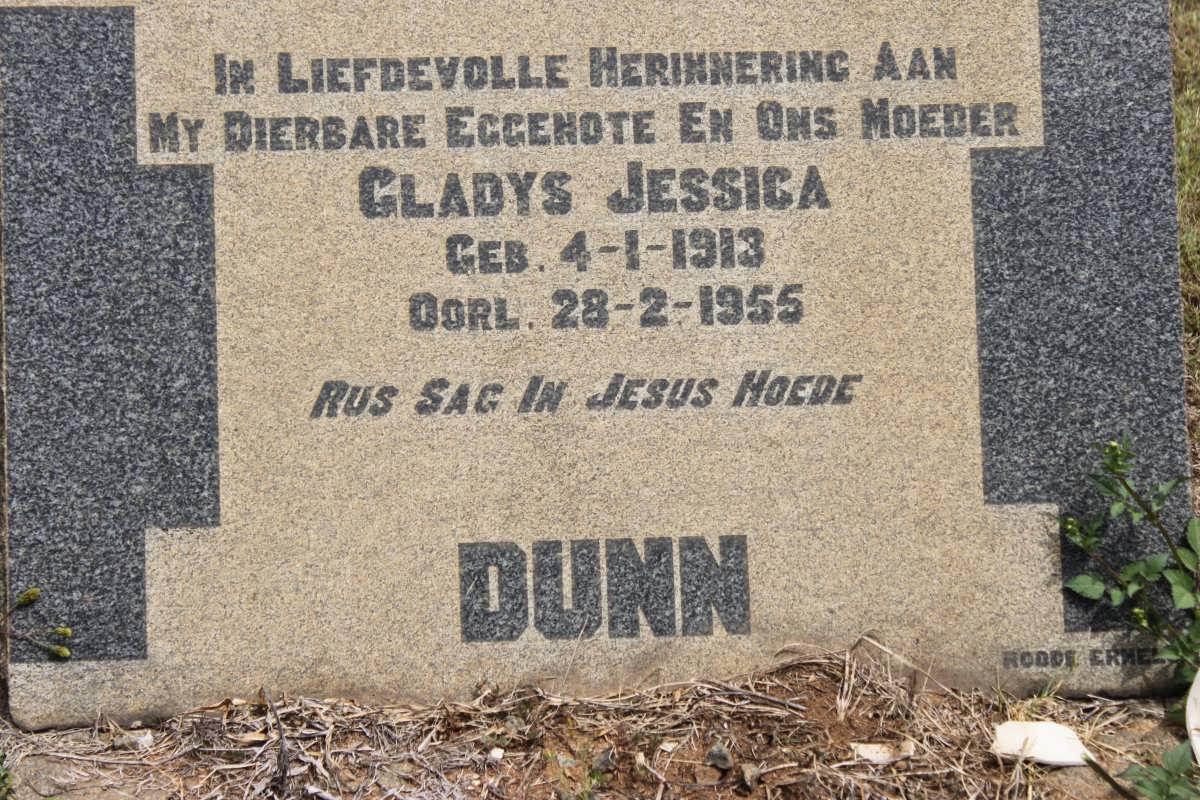 In Liefdevolle Herinnering Aan
My Dierbare Eggenote En Ons Moeder
Gladys Jessica
Geb. 4-1-1913
Oorl. 28-2-1955
Rus Sag In Jesus Hoede
DUNN